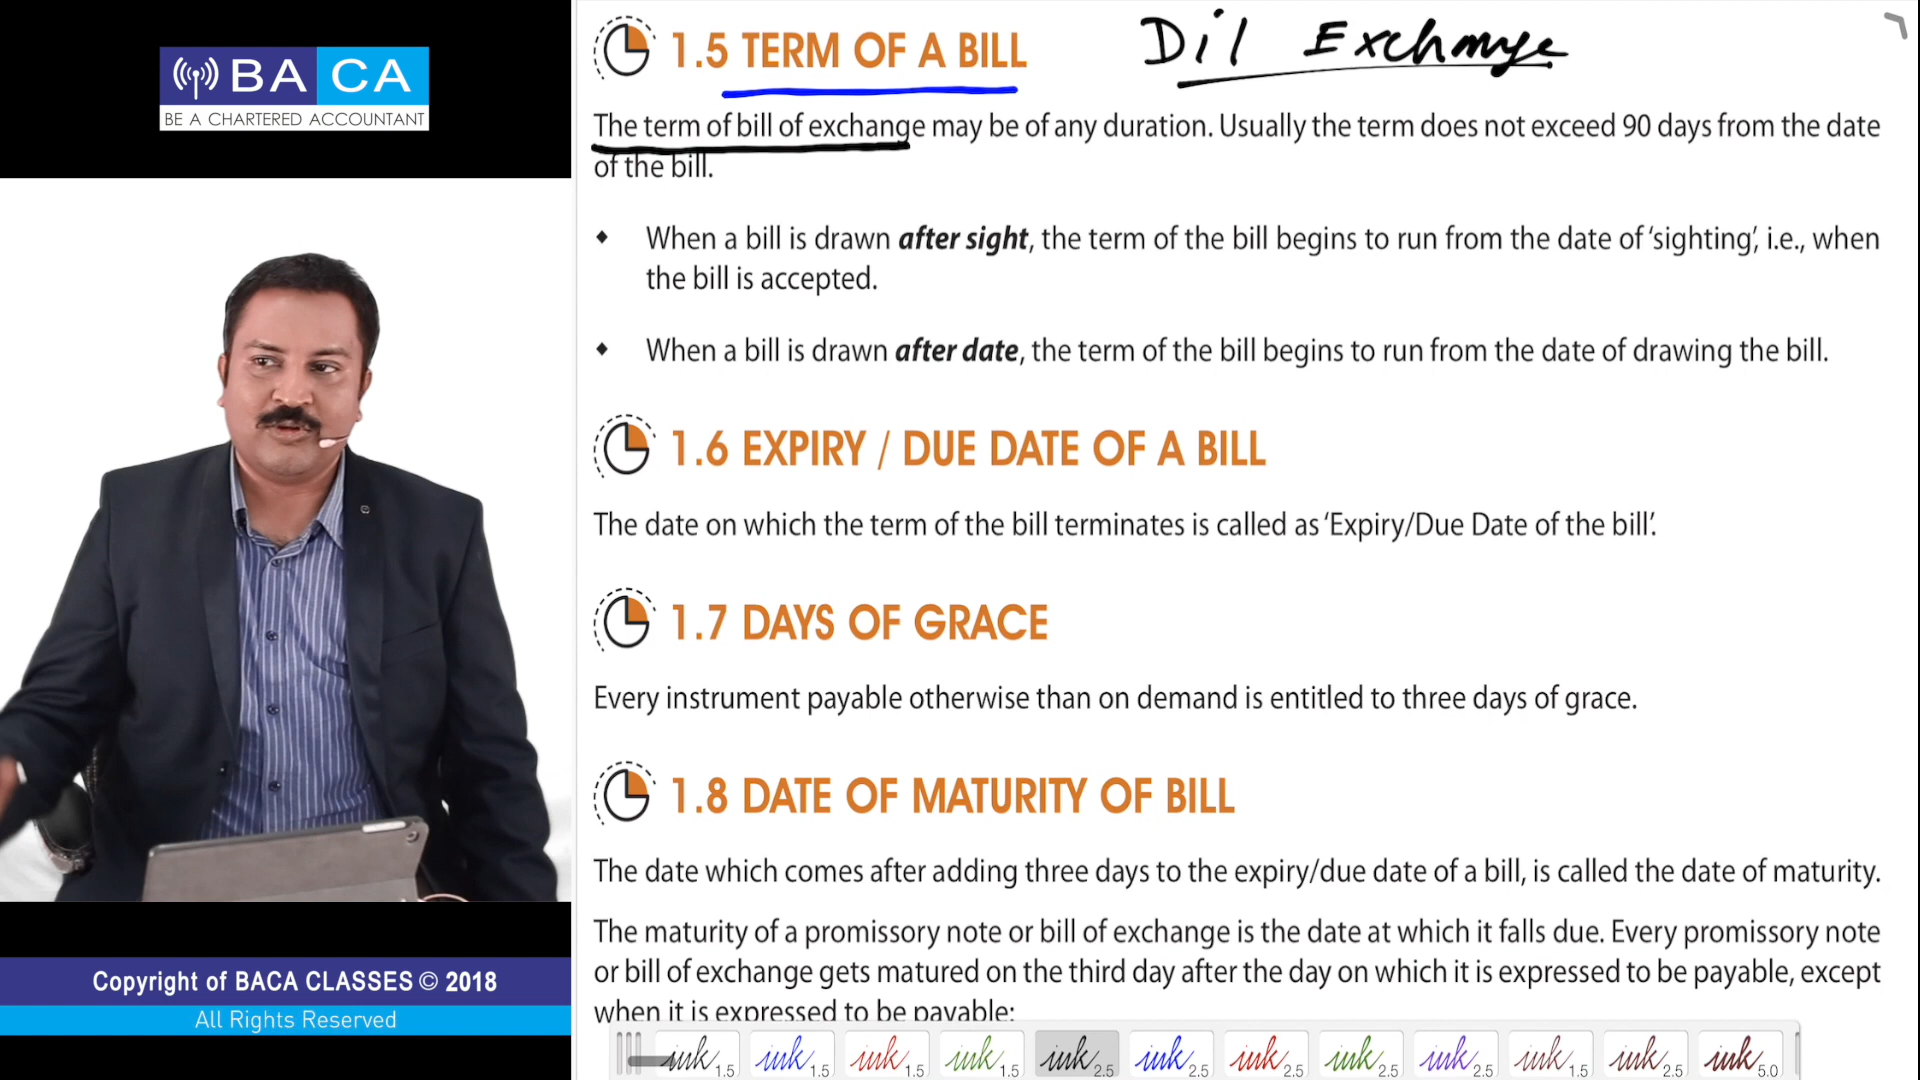 BA CA
BE A CHARTERED ACCOUNTANT
1.5 TERM OF A BILL
Dil Exchange
The term of bill of exchange may be of any duration. Usually the term does not exceed 90 days from the date
of the bill.
♦ When a bill is drawn after sight, the term of the bill begins to run from the date of ‘sighting’, i.e., when
the bill is accepted.
♦ When a bill is drawn after date, the term of the bill begins to run from the date of drawing the bill.
1.6 EXPIRY / DUE DATE OF A BILL
The date on which the term of the bill terminates is called as ‘Expiry/Due Date of the bill’.
1.7 DAYS OF GRACE
Every instrument payable otherwise than on demand is entitled to three days of grace.
1.8 DATE OF MATURITY OF BILL
The date which comes after adding three days to the expiry/due date of a bill, is called the date of maturity.
The maturity of a promissory note or bill of exchange is the date at which it falls due. Every promissory note
or bill of exchange gets matured on the third day after the day on which it is expressed to be payable, except
when it is expressed to be payable:
Copyright of BACA CLASSES © 2018
All Rights Reserved
ink 1.5 ink 1.5 ink 1.5 ink 1.5 ink 2.5 ink 2.5 ink 2.5 ink 2.5 ink 2.5 ink 1.5 ink 2.5 ink 5.0